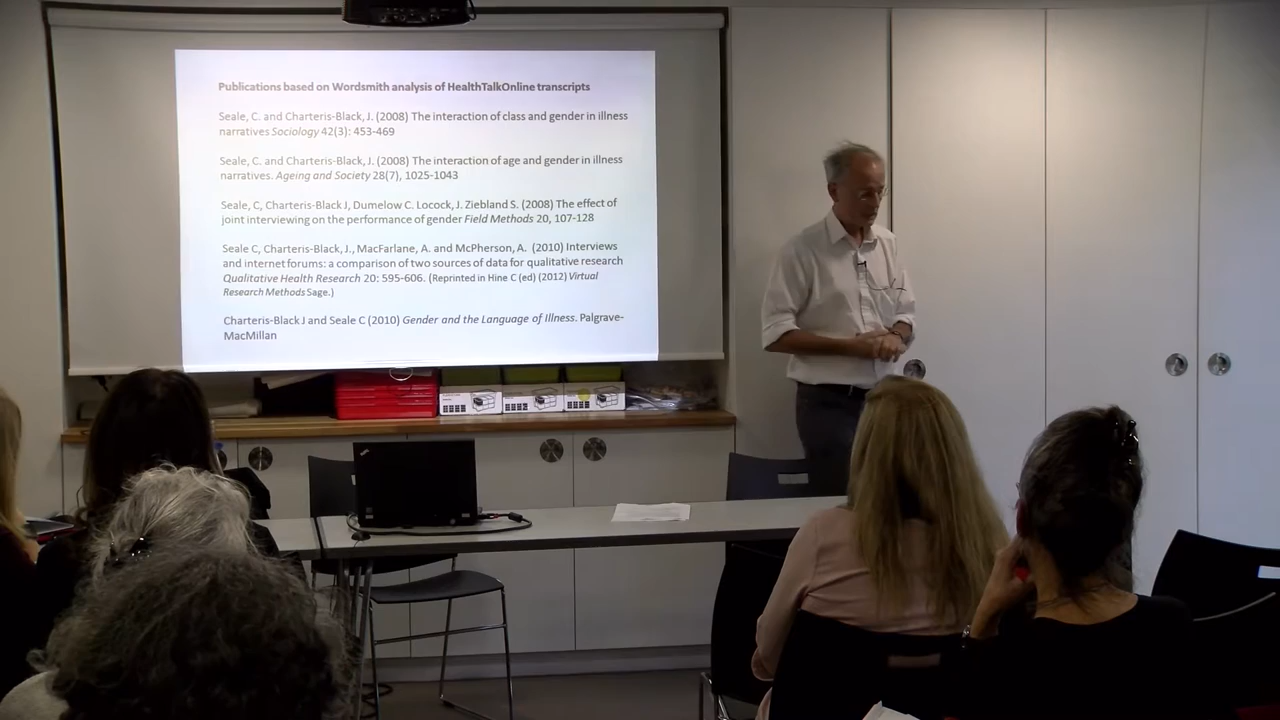 Publications based on Wordsmith analysis of HealthTalkOnline transcripts
Seale, C. and Charteris-Black, J. (2008) The interaction of class and gender in illness
narratives Sociology 42(3): 453-469
Seale, C. and Charteris-Black, J. (2008) The interaction of age and gender in illness
narratives. Ageing and Society 28(7), 1025-1043
Seale, C, Charteris-Black J, Dumelow C. Locock, J. Ziebland S. (2008) The effect of
joint interviewing on the performance of gender Field Methods 20, 107-128
Seale C, Charteris-Black, J., MacFarlane, A. and McPherson, A. (2010) Interviews
and internet forums: a comparison of two sources of data for qualitative research
Qualitative Health Research 20: 595-606. (Reprinted in Hine C (ed) (2012) Virtual
Research Methods Sage.)
Charteris-Black J and Seale C (2010) Gender and the Language of Illness. Palgrave-
MacMillan